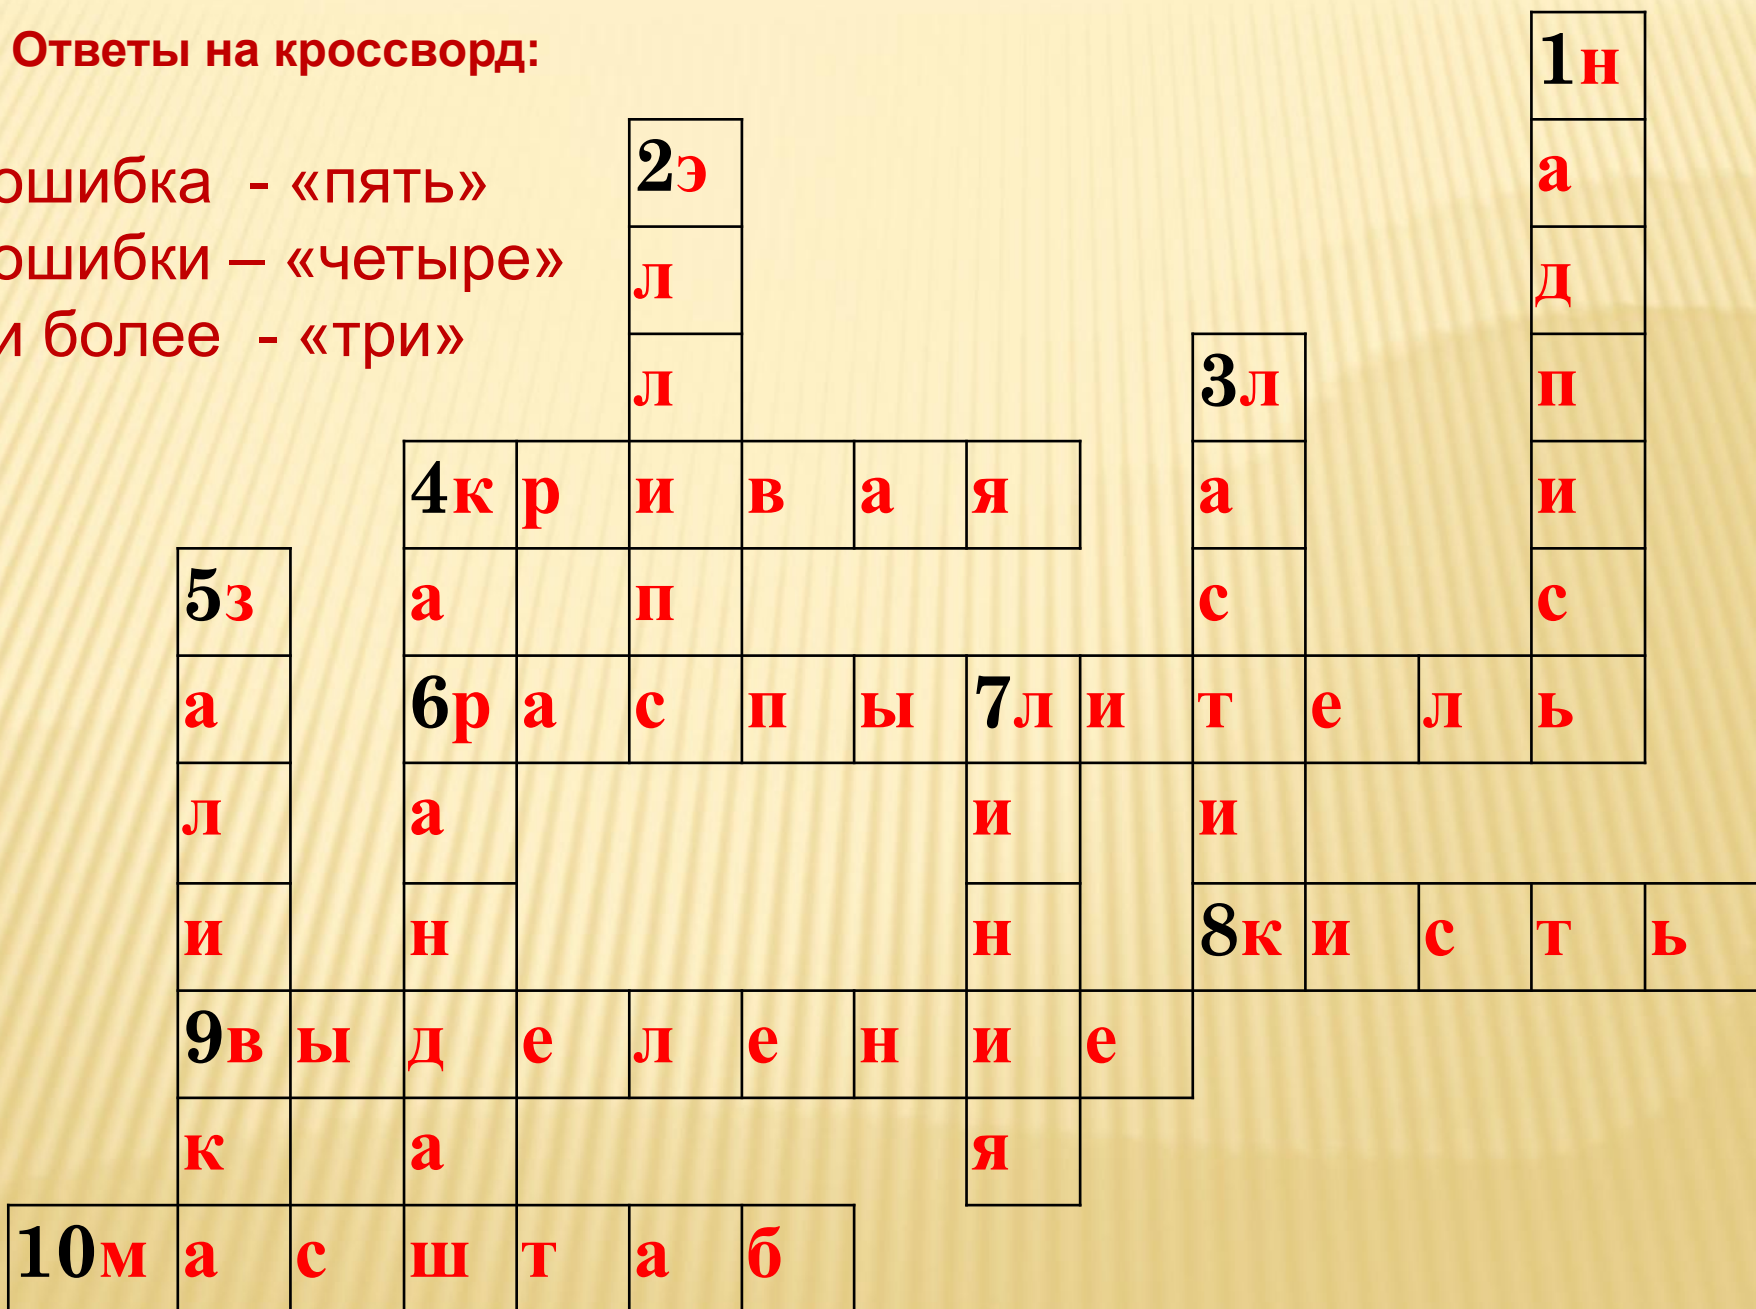 Ответы на кроссворд:
ошибка - «пять»
ошибки – «четыре»
и более - «три»
1н
2э а
л д
л 3л п
4к р и в а я а и
5з а п с с
а 6р а с п ы 7л и т е л ь
л а и и
и н н 8к и с т ь
9в ы д е л е н и е
к а я
10м а с ш т а б